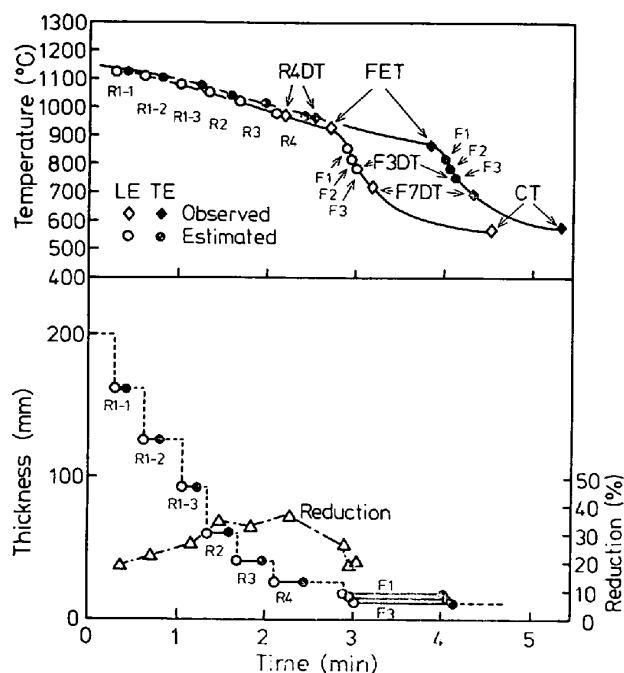 Temperature (°C)
1300
1200
1100
1000
900
800
700
600
500
400
R1-1
R1-2
R1-3
R2
R3
R4
R4DT
FET
F1
F2
F3
F3DT
F1
F2
F3
F7DT
CT
LE TE
Observed
Estimated
Thickness (mm)
200
100
0
R1-1
R1-2
R1-3
R2
R3
R4
Reduction
F1
F3
50
40
30
20
10
0
Reduction (%)
0 1 2 3 4 5
Time (min)